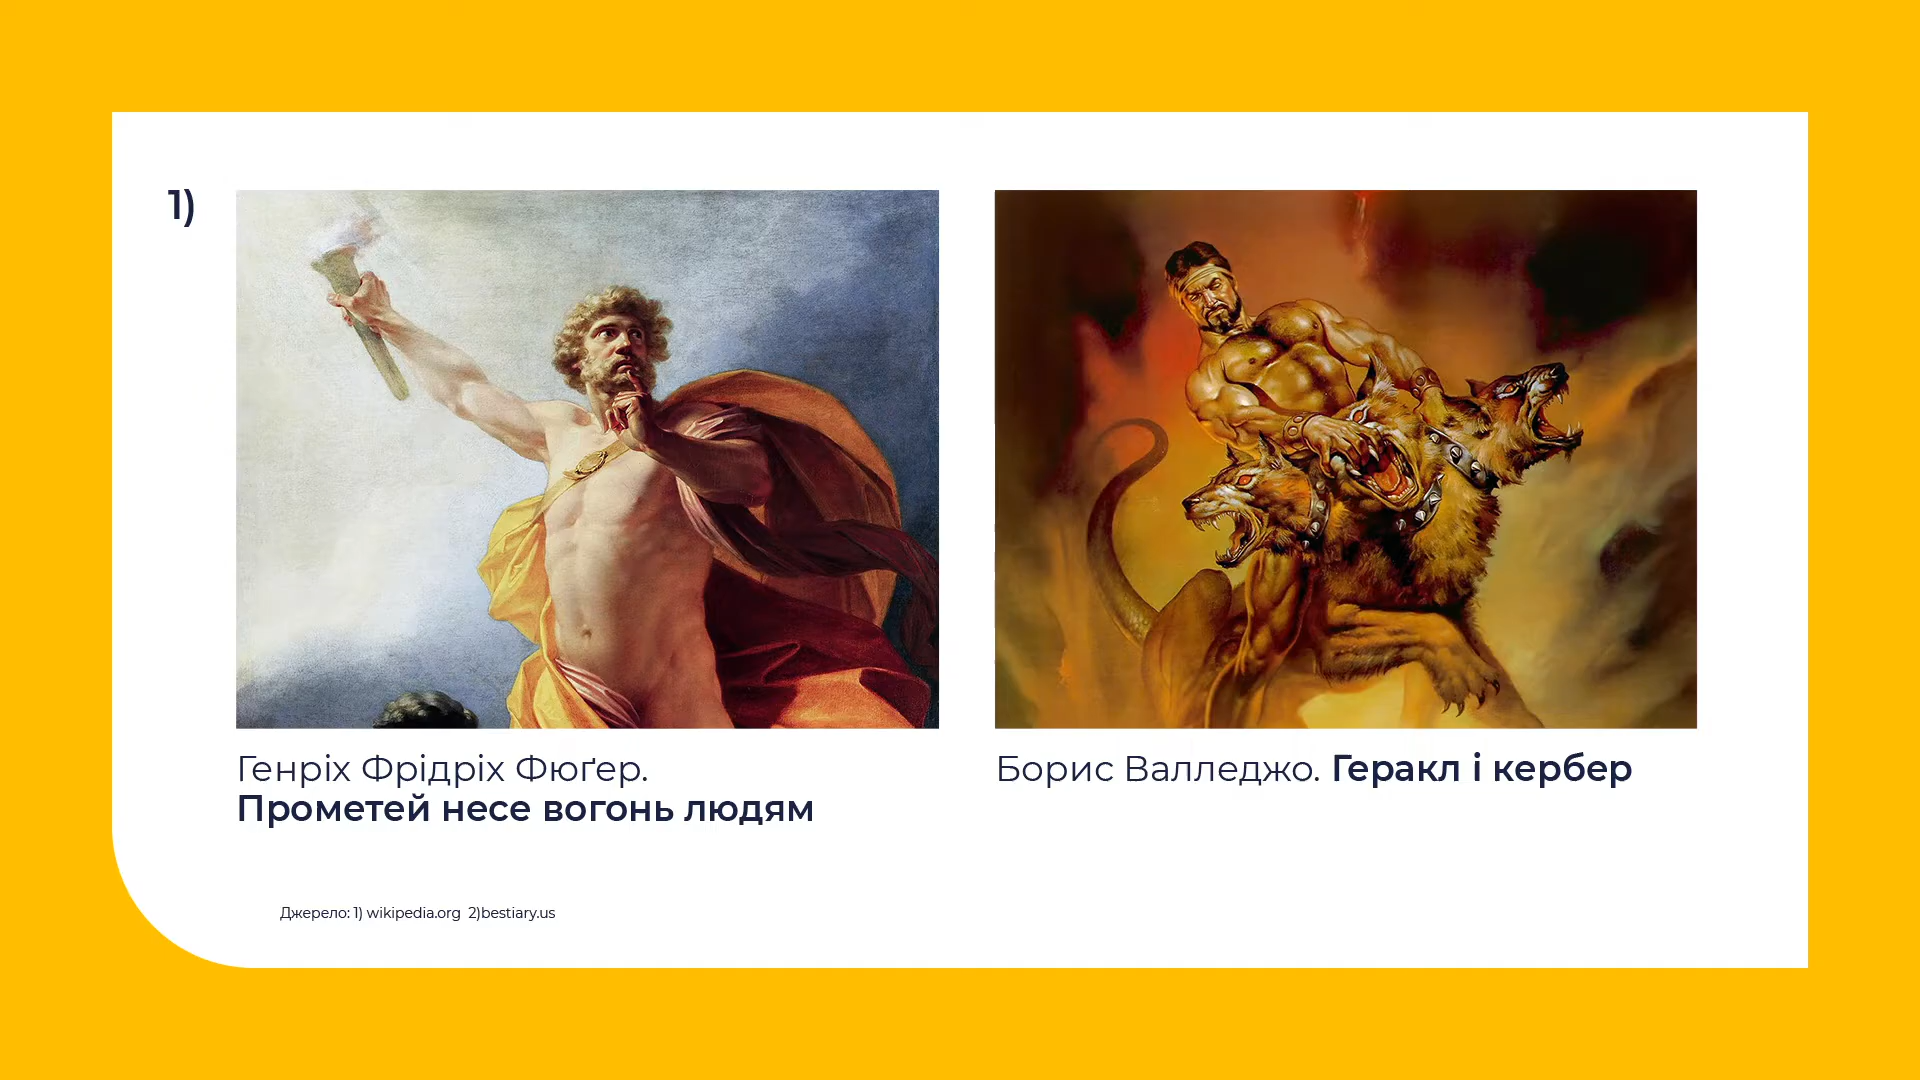 1)
Генріх Фрідріх Фюґер.
Прометей несе вогонь людям
Борис Валледжо. Геракл і кербер
Джерело: 1) wikipedia.org 2)bestiary.us